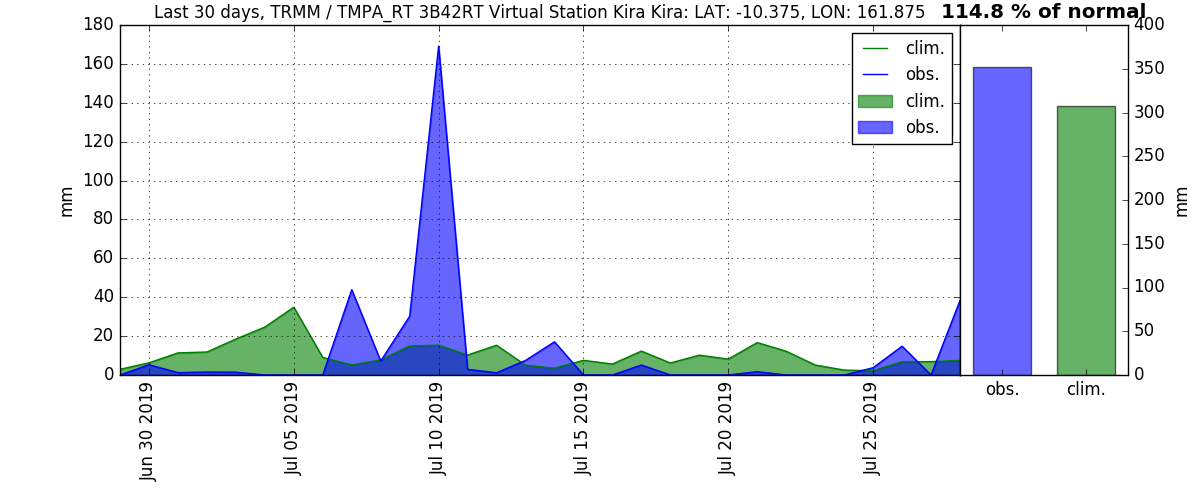 Last 30 days, TRMM / TMPA_RT 3B42RT Virtual Station Kira Kira: LAT: -10.375, LON: 161.875 114.8 % of normal
180
160
140
120
100
80
60
40
20
0
mm
clim.
obs.
clim.
obs.
Jun 30 2019
Jul 05 2019
Jul 10 2019
Jul 15 2019
Jul 20 2019
Jul 25 2019
400
350
300
250
200
150
100
50
0
mm
obs.
clim.